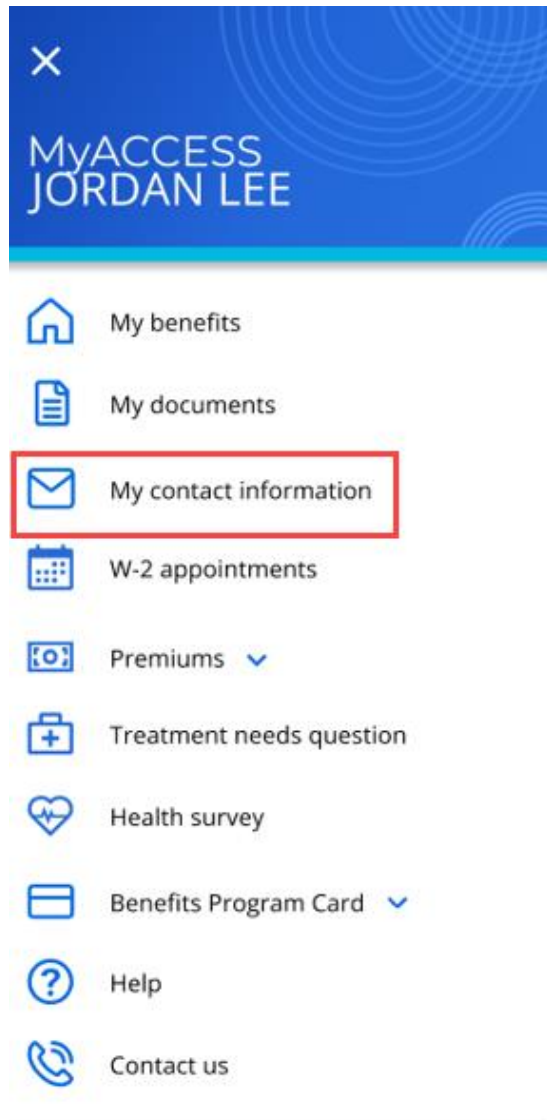 MyACCESS
JORDAN LEE
My benefits
My documents
My contact information
W-2 appointments
Premiums
Treatment needs question
Health survey
Benefits Program Card
Help
Contact us